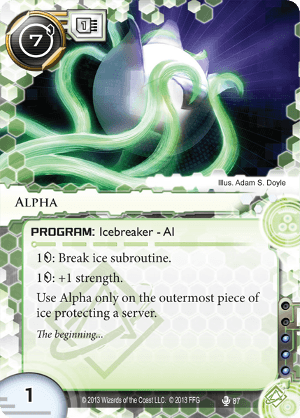 7
1
Illus. Adam S. Doyle
ALPHA
PROGRAM: Icebreaker - AI
1: Break ice subroutine.
1: +1 strength.
Use Alpha only on the outermost piece of
ice protecting a server.
The beginning...
1
© 2013 Wizards of the Coast LLC. © 2013 FFG
87